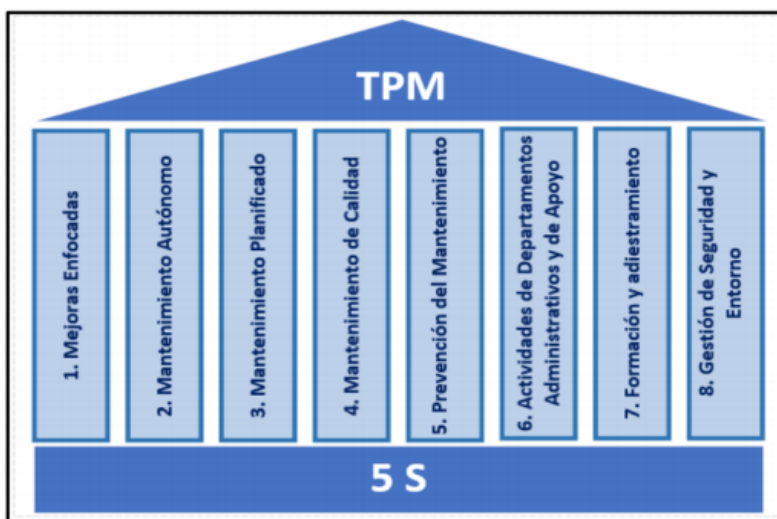 TPM
1. Mejoras Enfocadas
2. Mantenimiento Autónomo
3. Mantenimiento Planificado
4. Mantenimiento de Calidad
5. Prevención del Mantenimiento
6. Actividades de Departamentos
Administrativos y de Apoyo
7. Formación y adiestramiento
8. Gestión de Seguridad y
Entorno
5 S